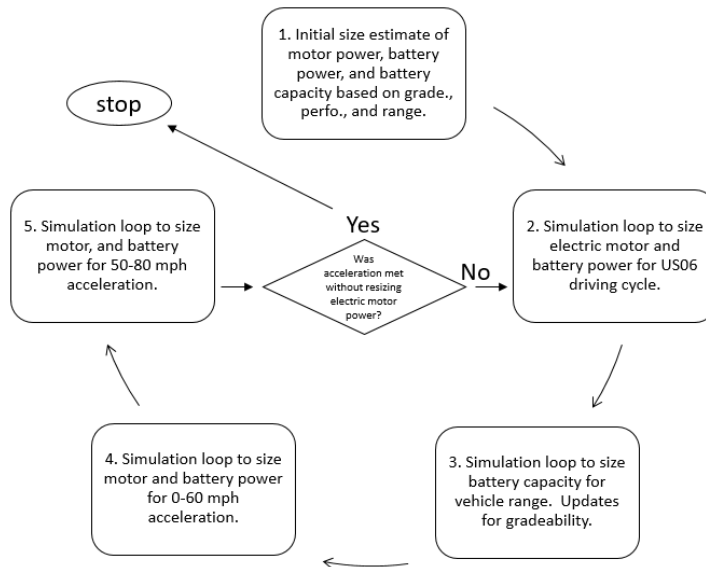 1. Initial size estimate of
motor power, battery
power, and battery
capacity based on grade.,
perfo., and range.
stop
5. Simulation loop to size
motor, and battery
power for 50-80 mph
acceleration.
Yes
Was
acceleration met
without resizing
electric motor
power?
No
2. Simulation loop to size
electric motor and
battery power for US06
driving cycle.
4. Simulation loop to size
motor and battery power
for 0-60 mph
acceleration.
3. Simulation loop to size
battery capacity for
vehicle range.  Updates
for gradeability.